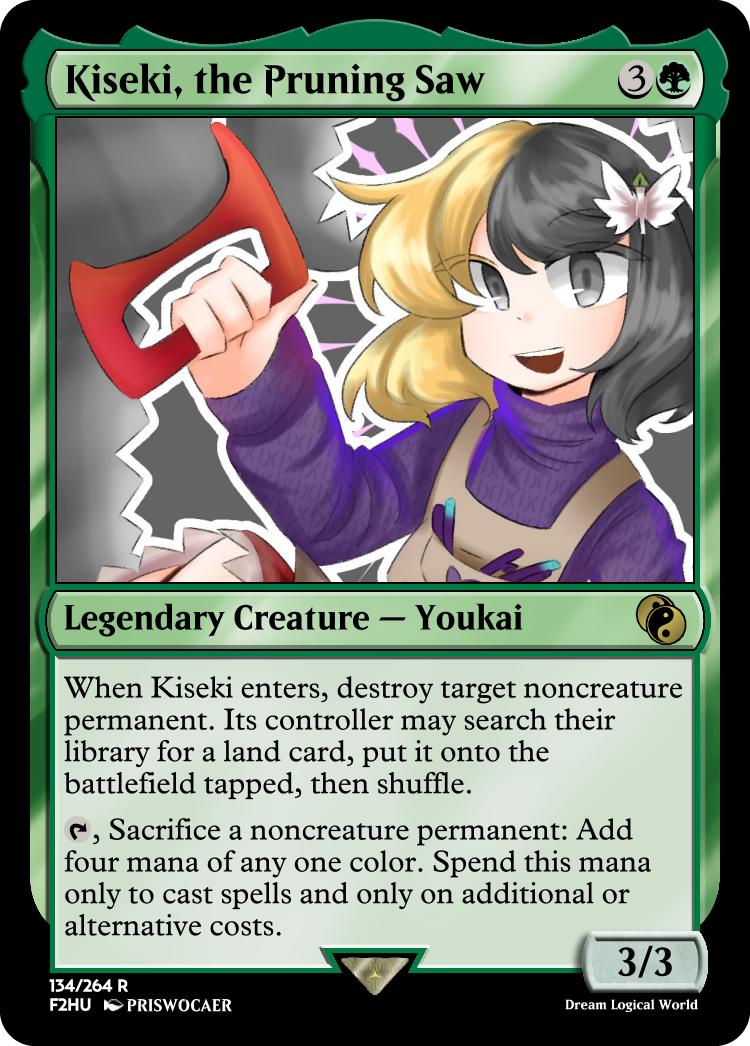 Kiseki, the Pruning Saw
3
Legendary Creature — Youkai
When Kiseki enters, destroy target noncreature
permanent. Its controller may search their
library for a land card, put it onto the
battlefield tapped, then shuffle.
, Sacrifice a noncreature permanent: Add
four mana of any one color. Spend this mana
only to cast spells and only on additional or
alternative costs.
3/3
134/264 R
F2HU PRISWOCAER
Dream Logical World